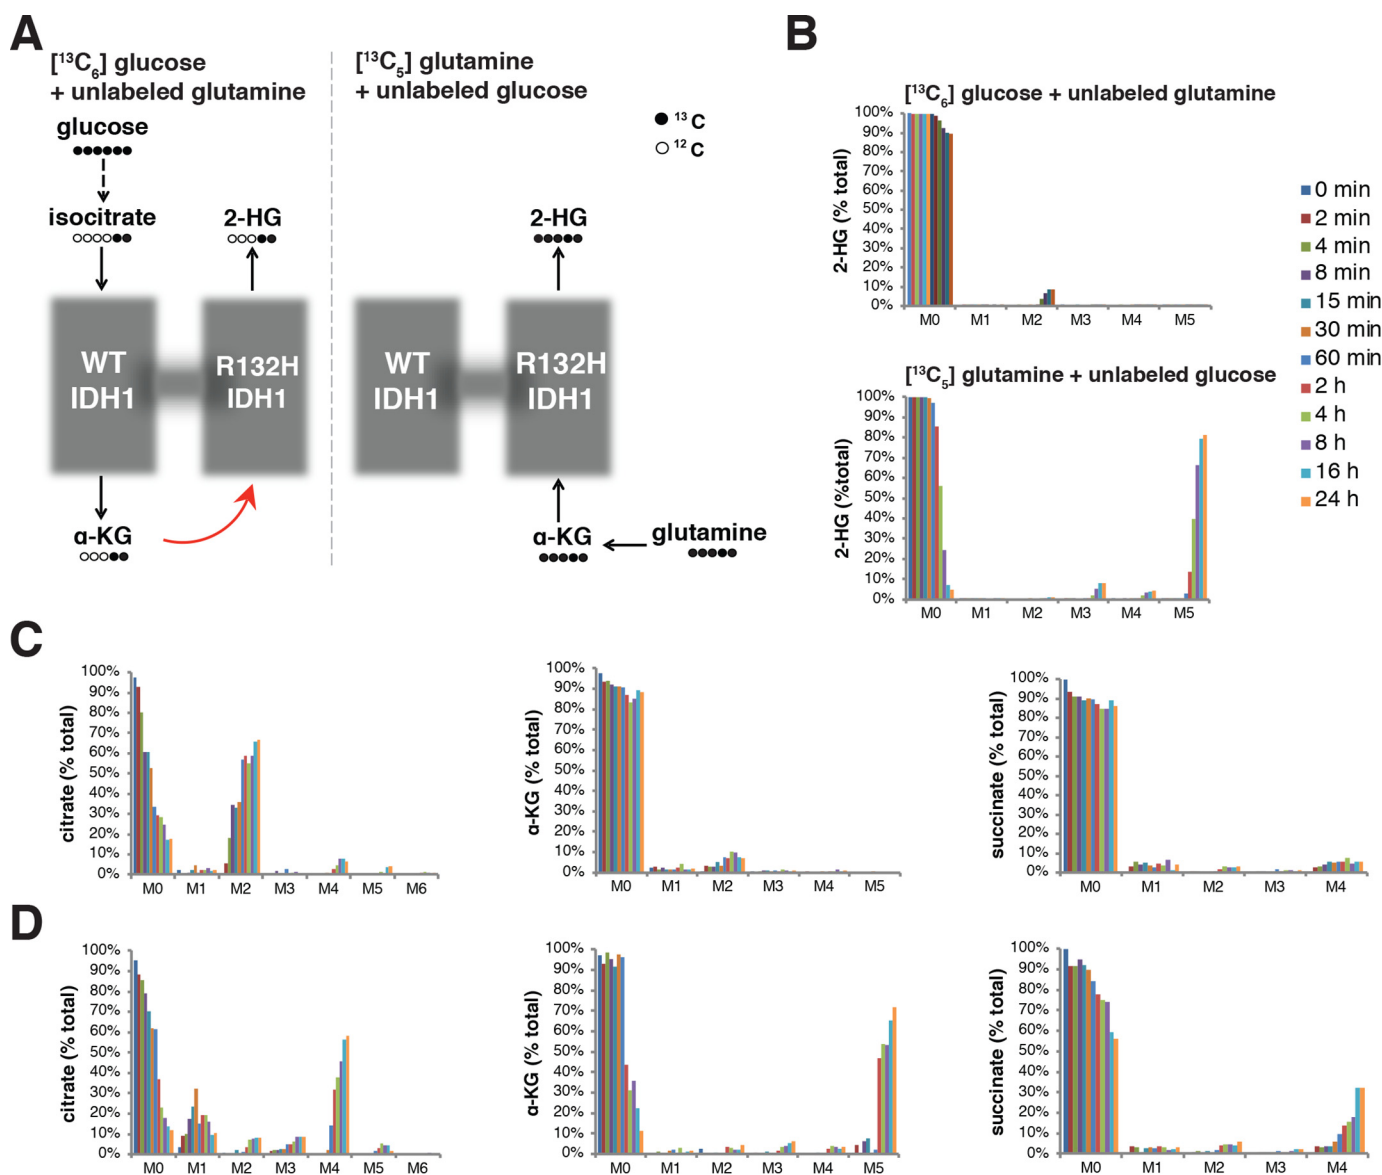 A
[13C6] glucose
+ unlabeled glutamine
glucose
isocitrate
2-HG
WT
IDH1
R132H
IDH1
α-KG
[13C5] glutamine
+ unlabeled glucose
13 C
12 C
2-HG
WT
IDH1
R132H
IDH1
α-KG
glutamine
B
[13C6] glucose + unlabeled glutamine
2-HG (% total)
100%
90%
80%
70%
60%
50%
40%
30%
20%
10%
0%
M0 M1 M2 M3 M4 M5
[13C5] glutamine + unlabeled glucose
2-HG (%total)
100%
90%
80%
70%
60%
50%
40%
30%
20%
10%
0%
M0 M1 M2 M3 M4 M5
0 min
2 min
4 min
8 min
15 min
30 min
60 min
2 h
4 h
8 h
16 h
24 h
C
citrate (% total)
100%
90%
80%
70%
60%
50%
40%
30%
20%
10%
0%
M0 M1 M2 M3 M4 M5 M6
α-KG (% total)
100%
90%
80%
70%
60%
50%
40%
30%
20%
10%
0%
M0 M1 M2 M3 M4 M5
succinate (% total)
100%
90%
80%
70%
60%
50%
40%
30%
20%
10%
0%
M0 M1 M2 M3 M4
D
citrate (% total)
100%
90%
80%
70%
60%
50%
40%
30%
20%
10%
0%
M0 M1 M2 M3 M4 M5 M6
α-KG (% total)
100%
90%
80%
70%
60%
50%
40%
30%
20%
10%
0%
M0 M1 M2 M3 M4 M5
succinate (% total)
100%
90%
80%
70%
60%
50%
40%
30%
20%
10%
0%
M0 M1 M2 M3 M4